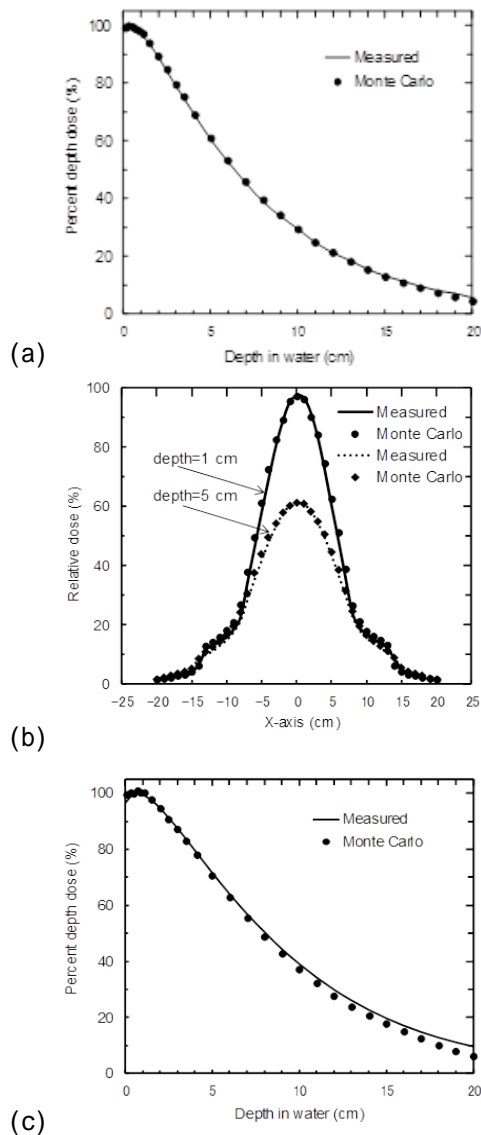 100
80
60
40
20
0
Percent depth dose (%)
Measured
Monte Carlo
0 5 10 15 20
Depth in water (cm)
(a)
100
80
60
40
20
0
Relative dose (%)
Measured
Monte Carlo
Measured
Monte Carlo
depth=1 cm
depth=5 cm
−25 −20 −15 −10 −5 0 5 10 15 20 25
X-axis (cm)
(b)
100
80
60
40
20
0
Percent depth dose (%)
Measured
Monte Carlo
0 5 10 15 20
Depth in water (cm)
(c)